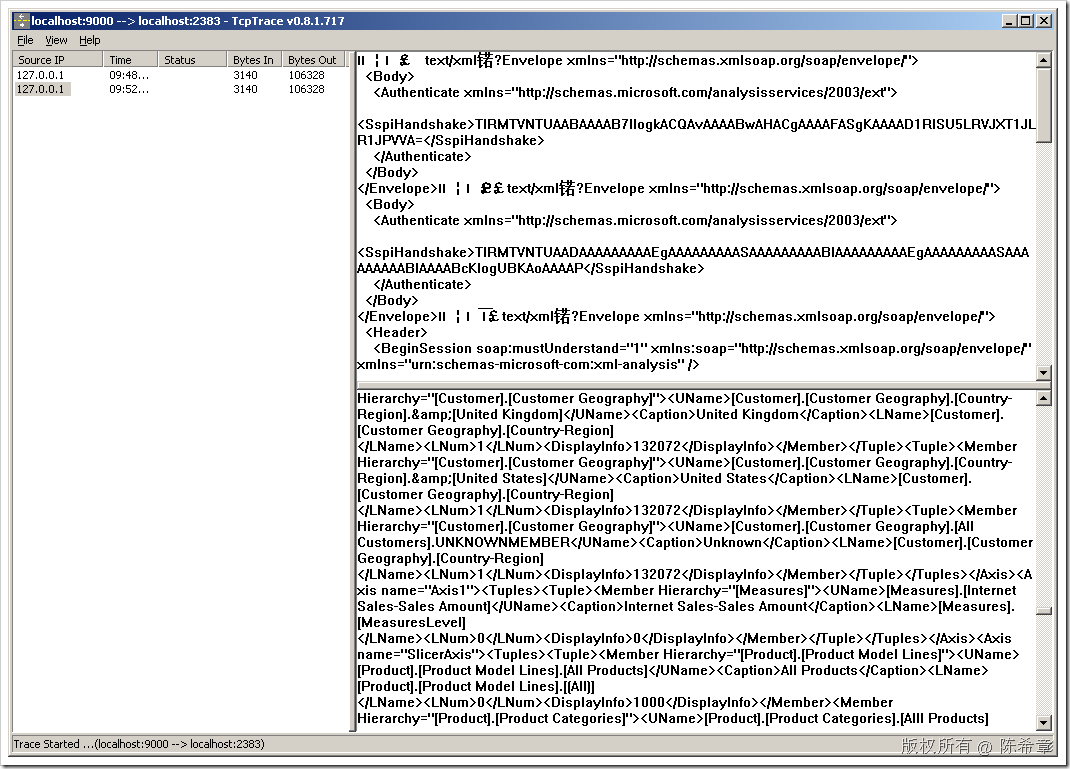 localhost:9000 --> localhost:2383 - TcpTrace v0.8.1.717
File View Help
Source IP Time Status Bytes In Bytes Out
127.0.0.1 09:48... 3140 106328
127.0.0.1 09:52... 3140 106328
text/xml锘?Envelope xmlns="http://schemas.xmlsoap.org/soap/envelope/">
<Body>
<Authenticate xmlns="http://schemas.microsoft.com/analysisservices/2003/ext">
</Authenticate>
</Body>
</Envelope> text/xml锘?Envelope xmlns="http://schemas.xmlsoap.org/soap/envelope/">
<Body>
<Authenticate xmlns="http://schemas.microsoft.com/analysisservices/2003/ext">
</Authenticate>
</Body>
</Envelope> text/xml锘?Envelope xmlns="http://schemas.xmlsoap.org/soap/envelope/">
<Header>
<BeginSession soap:mustUnderstand="1" xmlns:soap="http://schemas.xmlsoap.org/soap/envelope/"
xmlns="urn:schemas-microsoft-com:xml-analysis" />
Hierarchy="[Customer].[Customer Geography]"><UName>[Customer].[Customer Geography].[Country-
Region].&amp;[United Kingdom]</UName><Caption>United Kingdom</Caption><LName>[Customer].
[Customer Geography].[Country-Region]
</LName><LNum>1</LNum><DisplayInfo>132072</DisplayInfo></Member></Tuple><Tuple><Member
Hierarchy="[Customer].[Customer Geography]"><UName>[Customer].[Customer Geography].[Country-
Region].&amp;[United States]</UName><Caption>United States</Caption><LName>[Customer].
[Customer Geography].[Country-Region]
</LName><LNum>1</LNum><DisplayInfo>132072</DisplayInfo></Member></Tuple><Tuple><Member
Hierarchy="[Customer].[Customer Geography]"><UName>[Customer].[Customer Geography].[All
Customers].UNKNOWNMEMBER</UName><Caption>Unknown</Caption><LName>[Customer].[Customer
Geography].[Country-Region]
</LName><LNum>1</LNum><DisplayInfo>132072</DisplayInfo></Member></Tuple></Tuples></Axis><A
xis name="Axis1"><Tuples><Tuple><Member Hierarchy="[Measures]"><UName>[Measures].[Internet
Sales-Sales Amount]</UName><Caption>Internet Sales-Sales Amount</Caption><LName>[Measures].
[MeasuresLevel]
</LName><LNum>0</LNum><DisplayInfo>0</DisplayInfo></Member></Tuple></Tuples></Axis><Axis
name="SlicerAxis"><Tuples><Tuple><Member Hierarchy="[Product].[Product Model Lines]"><UName>
[Product].[Product Model Lines].[All Products]</UName><Caption>All Products</Caption><LName>
[Product].[Product Model Lines].[(All)]
</LName><LNum>0</LNum><DisplayInfo>1000</DisplayInfo></Member><Member
Hierarchy="[Product].[Product Categories]"><UName>[Product].[Product Categories].[All Products]
Trace Started ...(localhost:9000 --> localhost:2383)
版权所有 @ 陈希章